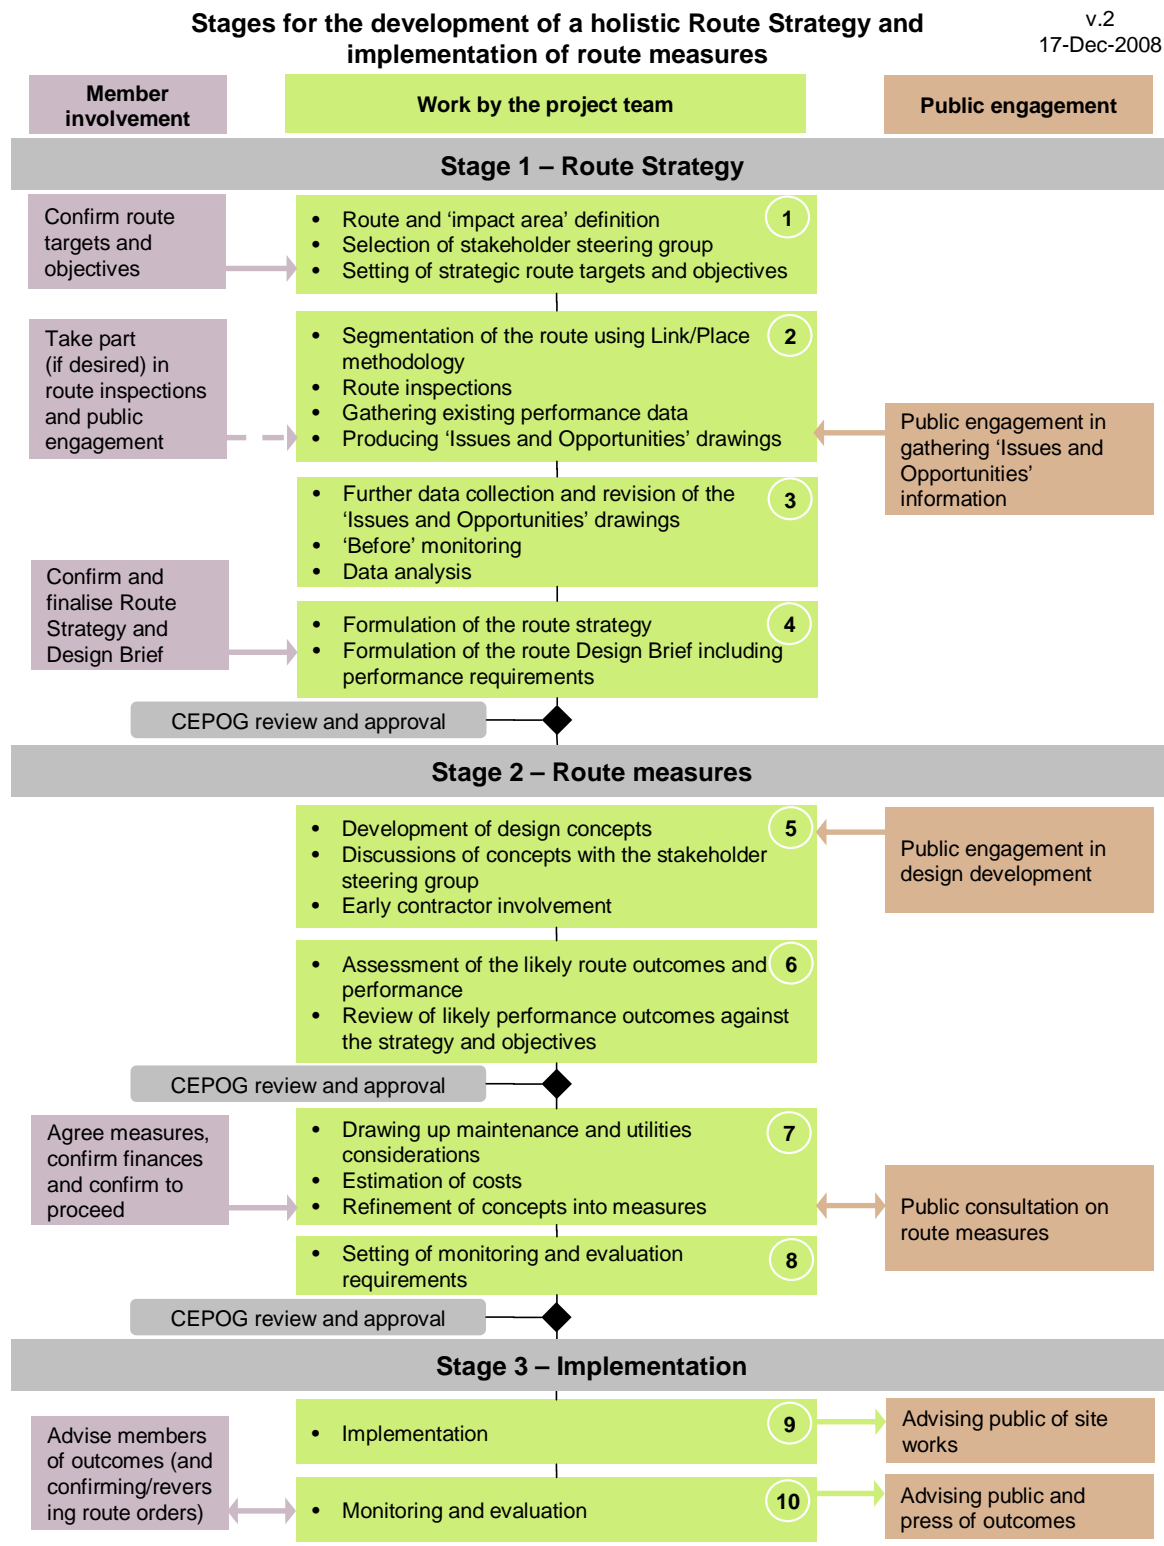 Stages for the development of a holistic Route Strategy and
implementation of route measures
v.2
17-Dec-2008
Member
involvement
Work by the project team
Public engagement
Stage 1 – Route Strategy
Confirm route
targets and
objectives
• Route and ‘impact area’ definition
• Selection of stakeholder steering group
• Setting of strategic route targets and objectives
1
Take part
(if desired) in
route inspections
and public
engagement
• Segmentation of the route using Link/Place
methodology
• Route inspections
• Gathering existing performance data
• Producing ‘Issues and Opportunities’ drawings
2
Public engagement in
gathering ‘Issues and
Opportunities’
information
• Further data collection and revision of the
‘Issues and Opportunities’ drawings
• ‘Before’ monitoring
• Data analysis
3
Confirm and
finalise Route
Strategy and
Design Brief
• Formulation of the route strategy
• Formulation of the route Design Brief including
performance requirements
4
CEPOG review and approval
Stage 2 – Route measures
• Development of design concepts
• Discussions of concepts with the stakeholder
steering group
• Early contractor involvement
5
Public engagement in
design development
• Assessment of the likely route outcomes and
performance
• Review of likely performance outcomes against
the strategy and objectives
6
CEPOG review and approval
Agree measures,
confirm finances
and confirm to
proceed
• Drawing up maintenance and utilities
considerations
• Estimation of costs
• Refinement of concepts into measures
7
Public consultation on
route measures
• Setting of monitoring and evaluation
requirements
8
CEPOG review and approval
Stage 3 – Implementation
Advise members
of outcomes (and
confirming/revers
ing route orders)
• Implementation
9
Advising public of site
works
• Monitoring and evaluation
10
Advising public and
press of outcomes